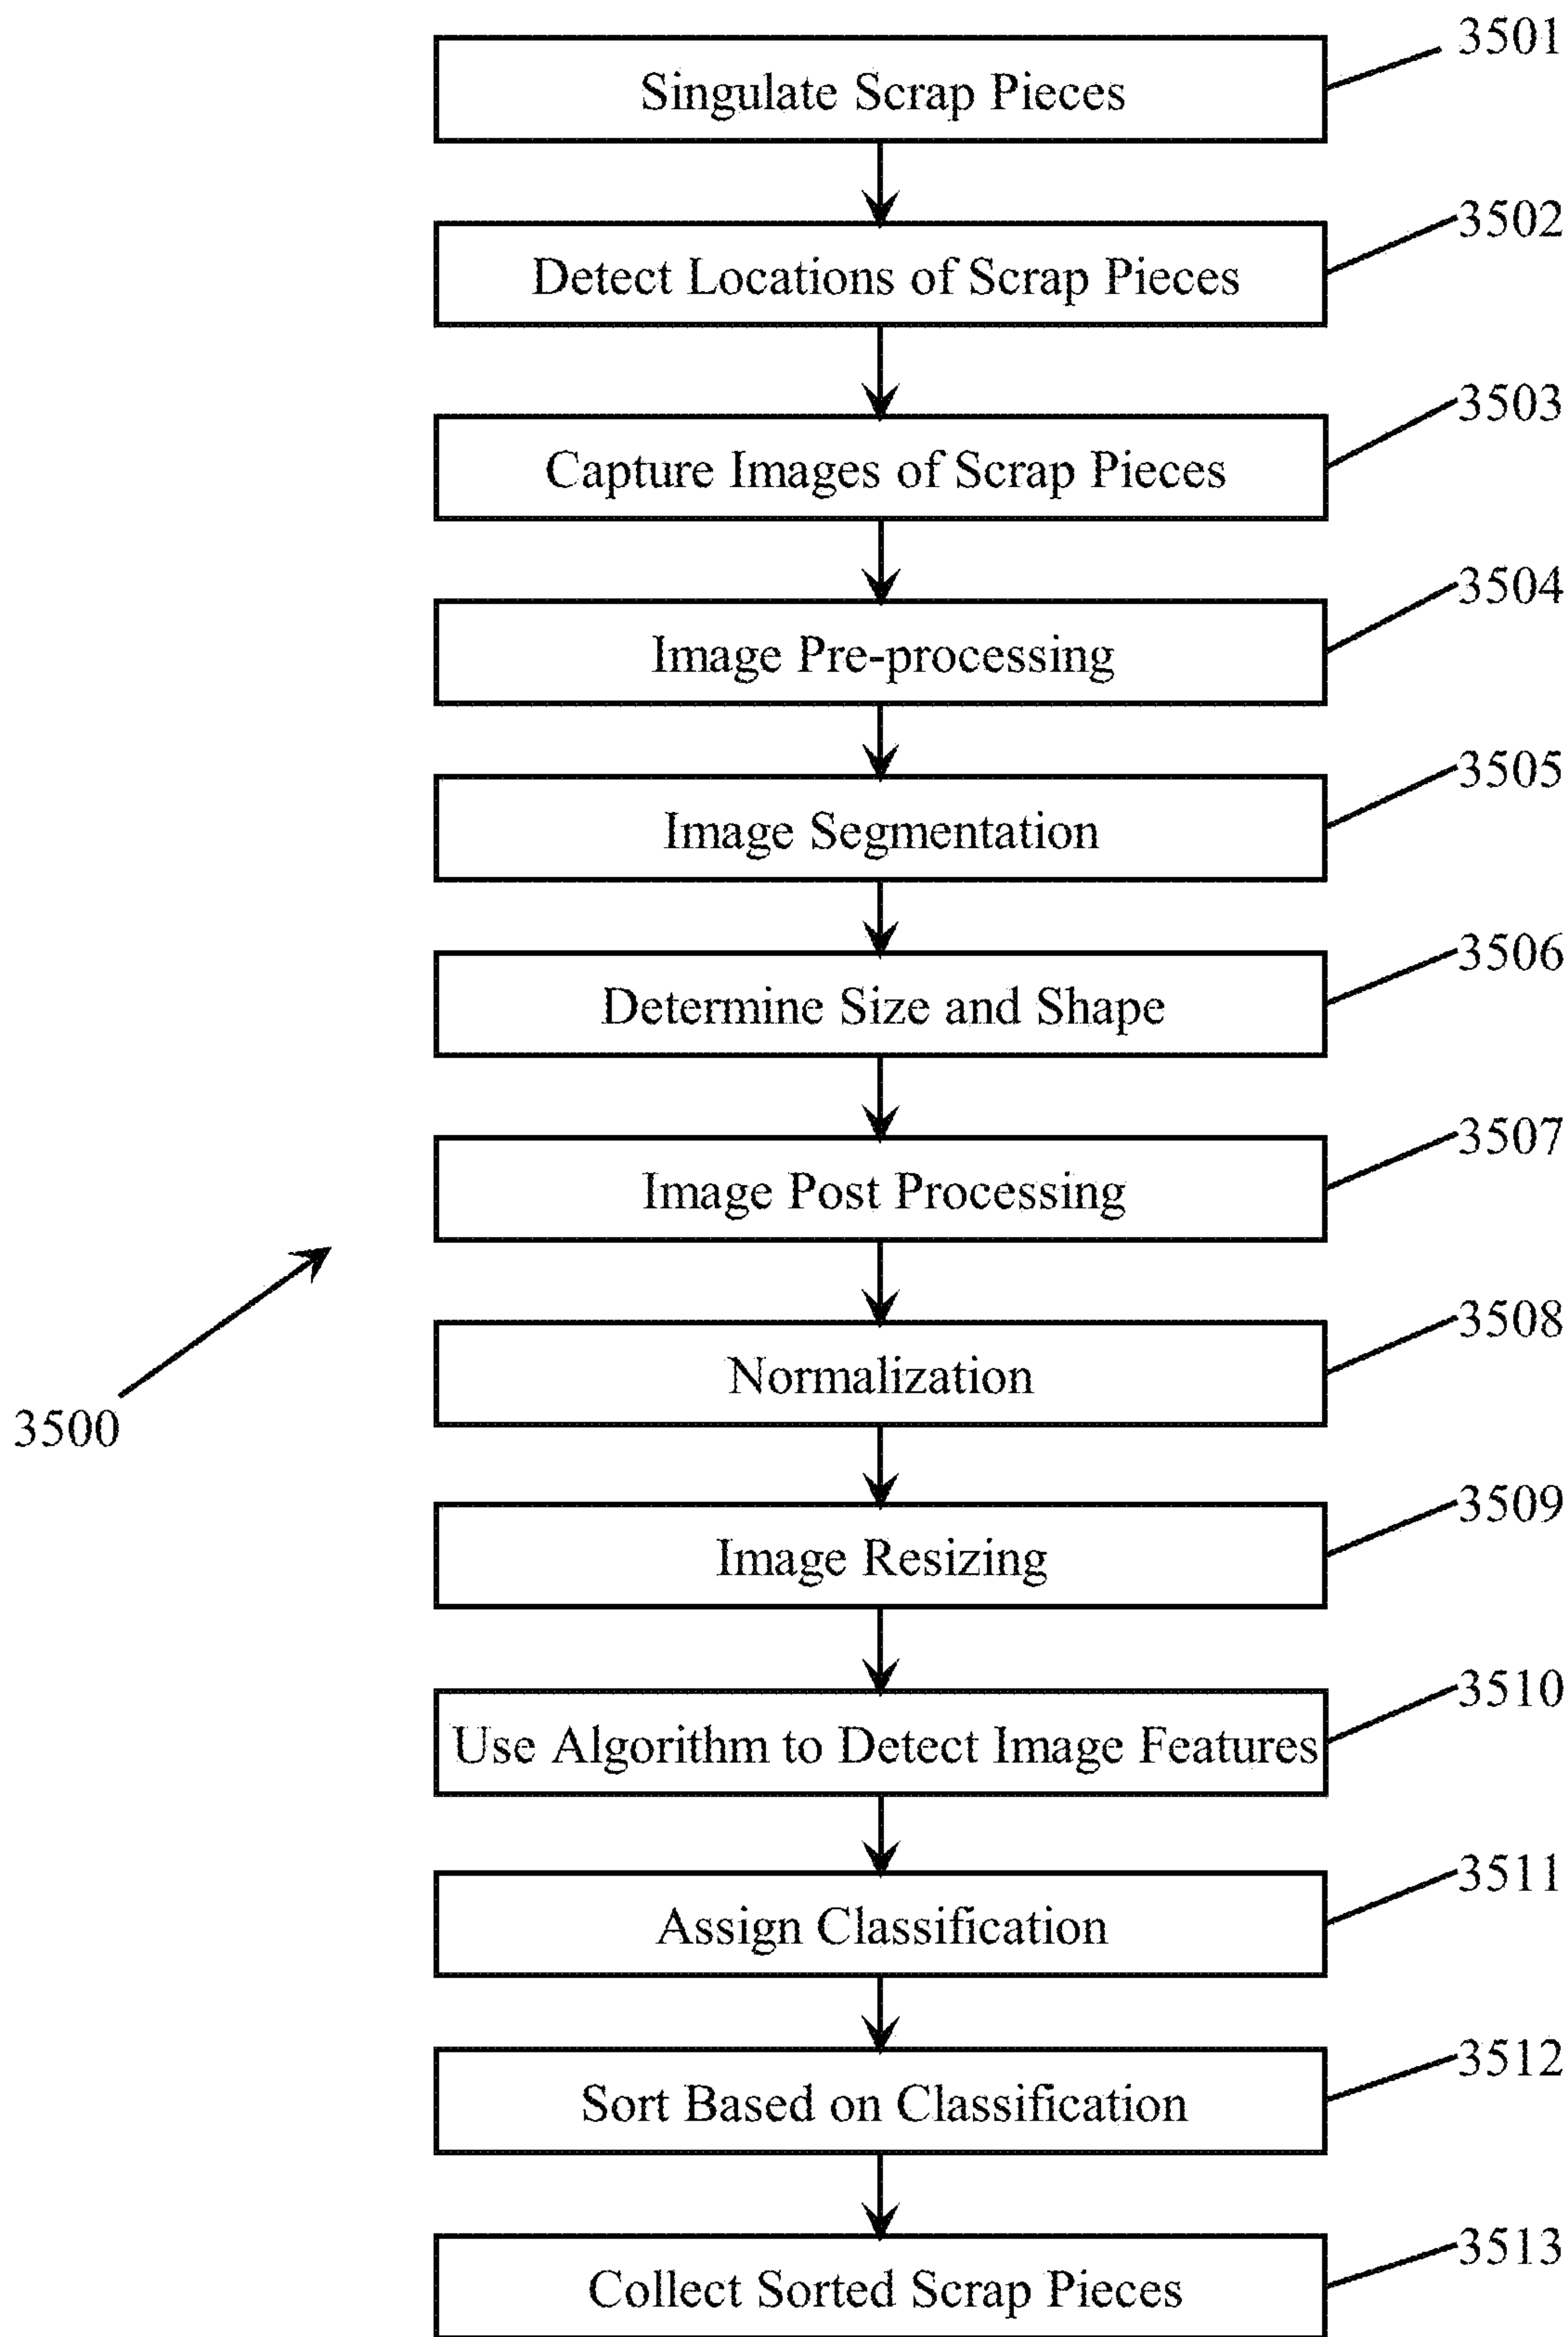 3501
Singulate Scrap Pieces
3502
Detect Locations of Scrap Pieces
3503
Capture Images of Scrap Pieces
3504
Image Pre-processing
3505
Image Segmentation
3506
Determine Size and Shape
3507
Image Post Processing
3508
Normalization
3500
3509
Image Resizing
3510
Use Algorithm to Detect Image Features
3511
Assign Classification
3512
Sort Based on Classification
3513
Collect Sorted Scrap Pieces